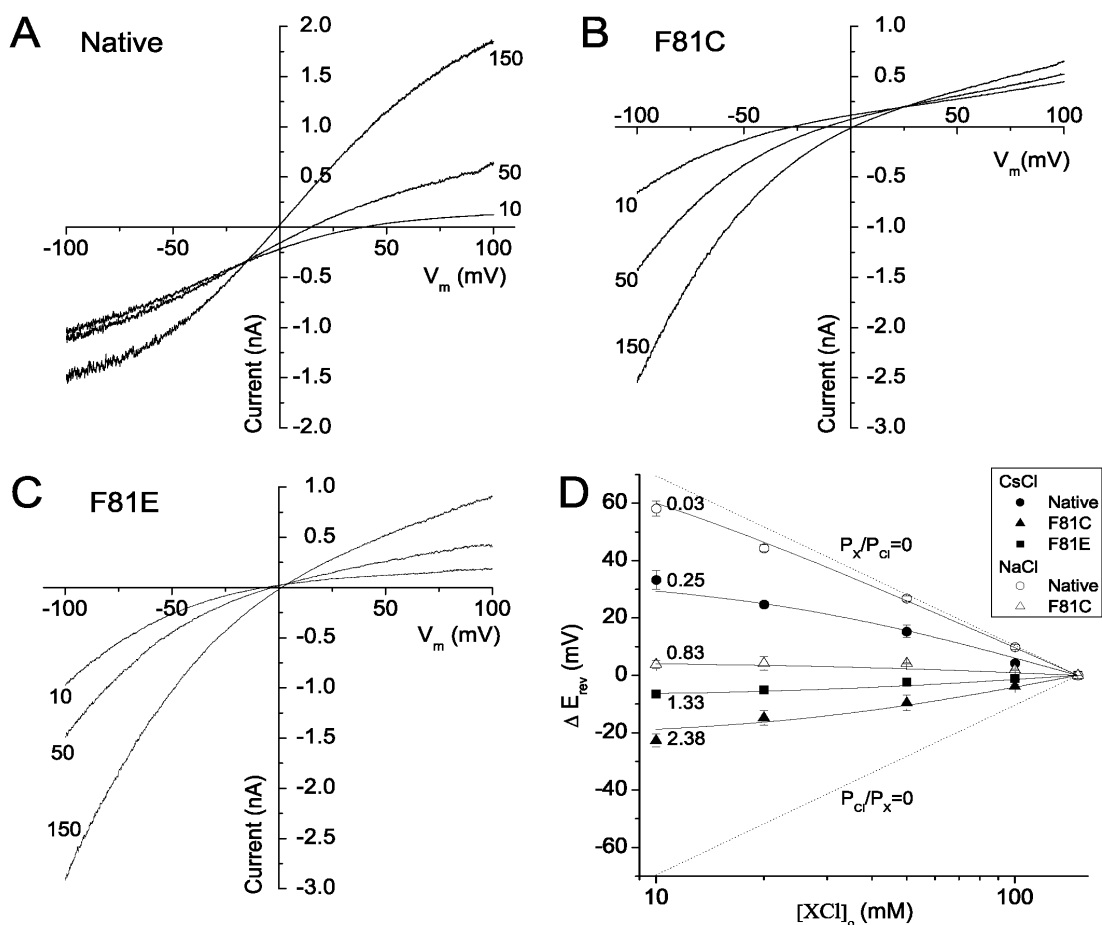 A
Native
2.0
1.5
1.0
0.5
-0.5
-1.0
-1.5
-2.0
-100
-50
50
100
V_m (mV)
Current (nA)
150
50
10
B
F81C
2.0
1.5
1.0
0.5
-0.5
-1.0
-1.5
-2.0
-2.5
-3.0
-100
-50
50
100
V_m(mV)
Current (nA)
10
50
150
C
F81E
1.0
0.5
-0.5
-1.0
-1.5
-2.0
-2.5
-3.0
-100
-50
50
100
V_m (mV)
Current (nA)
10
50
150
D
60
40
20
0
-20
-40
-60
Δ E_rev (mV)
10
100
[XCl]_o (mM)
0.03
0.25
0.83
1.33
2.38
P_X/P_Cl=0
P_Cl/P_X=0
CsCl
Native
F81C
F81E
NaCl
Native
F81C